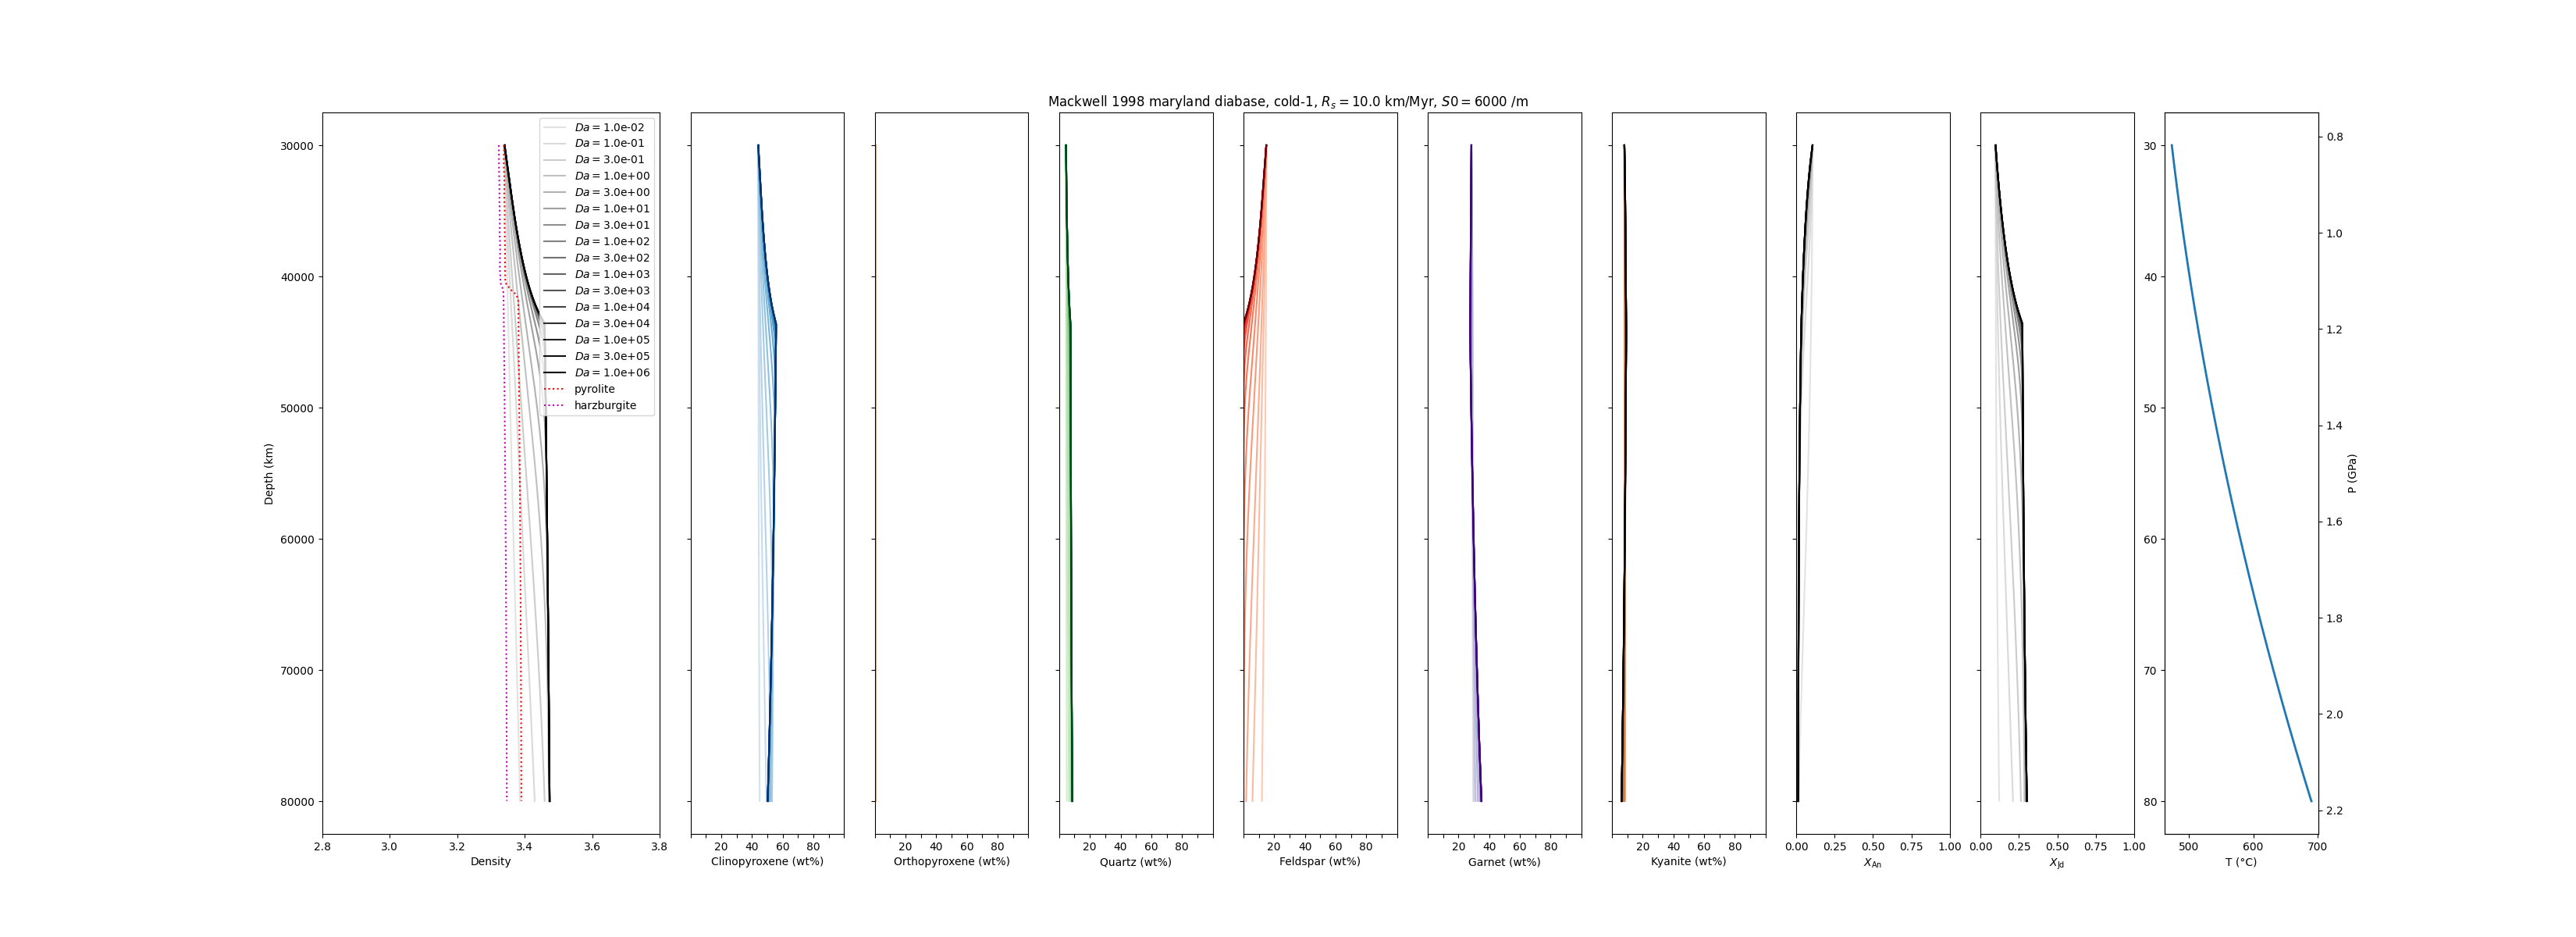 Mackwell 1998 maryland diabase, cold-1, R_s = 10.0 km/Myr, S0 = 6000 /m
Da = 1.0e-02
Da = 1.0e-01
Da = 3.0e-01
Da = 1.0e+00
Da = 3.0e+00
Da = 1.0e+01
Da = 3.0e+01
Da = 1.0e+02
Da = 3.0e+02
Da = 1.0e+03
Da = 3.0e+03
Da = 1.0e+04
Da = 3.0e+04
Da = 1.0e+05
Da = 3.0e+05
Da = 1.0e+06
pyrolite
harzburgite
Depth (km)
30000
40000
50000
60000
70000
80000
2.8 3.0 3.2 3.4 3.6 3.8
Density
20 40 60 80
Clinopyroxene (wt%)
20 40 60 80
Orthopyroxene (wt%)
20 40 60 80
Quartz (wt%)
20 40 60 80
Feldspar (wt%)
20 40 60 80
Garnet (wt%)
20 40 60 80
Kyanite (wt%)
0.00 0.25 0.50 0.75 1.00
X_An
0.00 0.25 0.50 0.75 1.00
X_Jd
30
40
50
60
70
80
500 600 700
T (°C)
0.8
1.0
1.2
1.4
1.6
1.8
2.0
2.2
P (GPa)